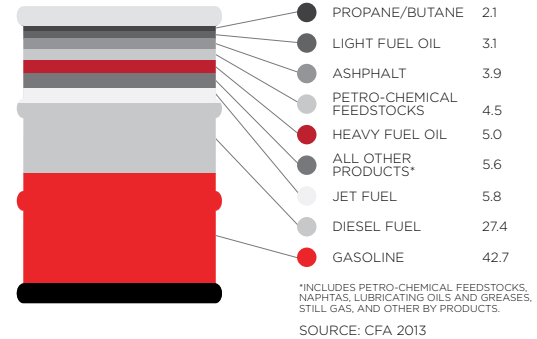 PROPANE/BUTANE 2.1
LIGHT FUEL OIL 3.1
ASHPHALT 3.9
PETRO-CHEMICAL
FEEDSTOCKS 4.5
HEAVY FUEL OIL 5.0
ALL OTHER
PRODUCTS* 5.6
JET FUEL 5.8
DIESEL FUEL 27.4
GASOLINE 42.7
*INCLUDES PETRO-CHEMICAL FEEDSTOCKS,
NAPHTAS, LUBRICATING OILS AND GREASES,
STILL GAS, AND OTHER BY PRODUCTS.
SOURCE: CFA 2013